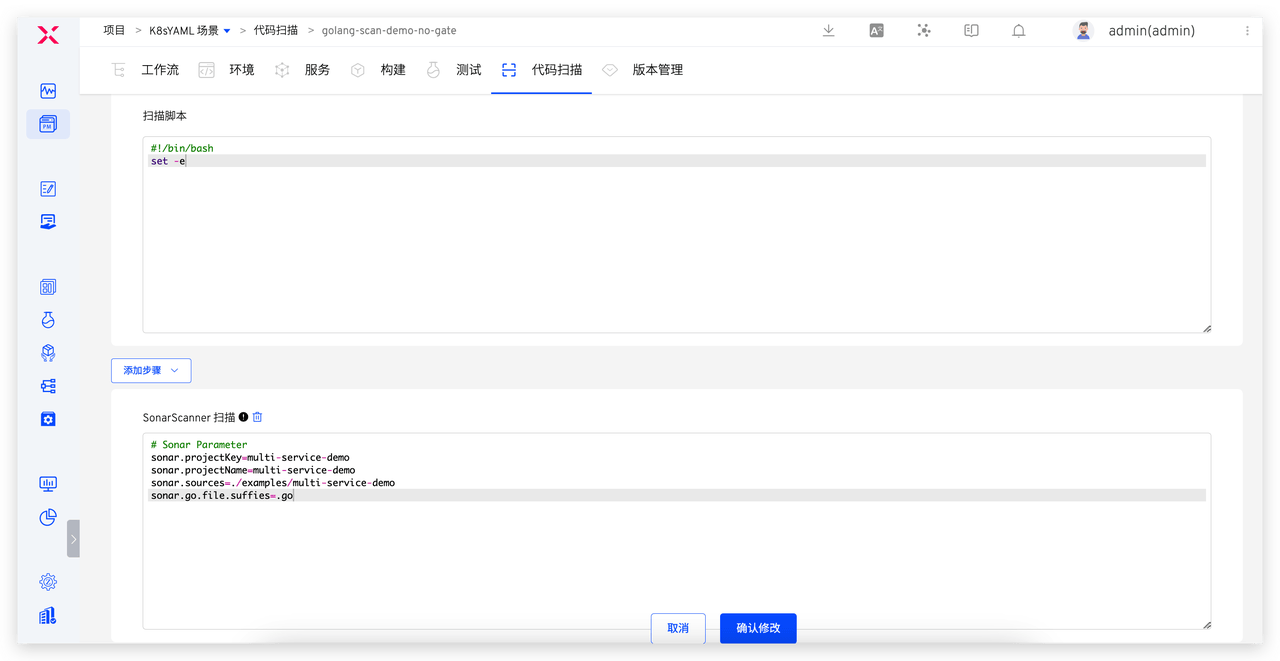 项目 > K8sYAML 场景 > 代码扫描 > golang-scan-demo-no-gate
admin(admin)
工作流 环境 服务 构建 测试 代码扫描 版本管理
PM
扫描脚本
#!/bin/bash
set -e
添加步骤
SonarScanner 扫描
# Sonar Parameter
sonar.projectKey=multi-service-demo
sonar.projectName=multi-service-demo
sonar.sources=./examples/multi-service-demo
sonar.go.file.suffies=.go
取消 确认修改